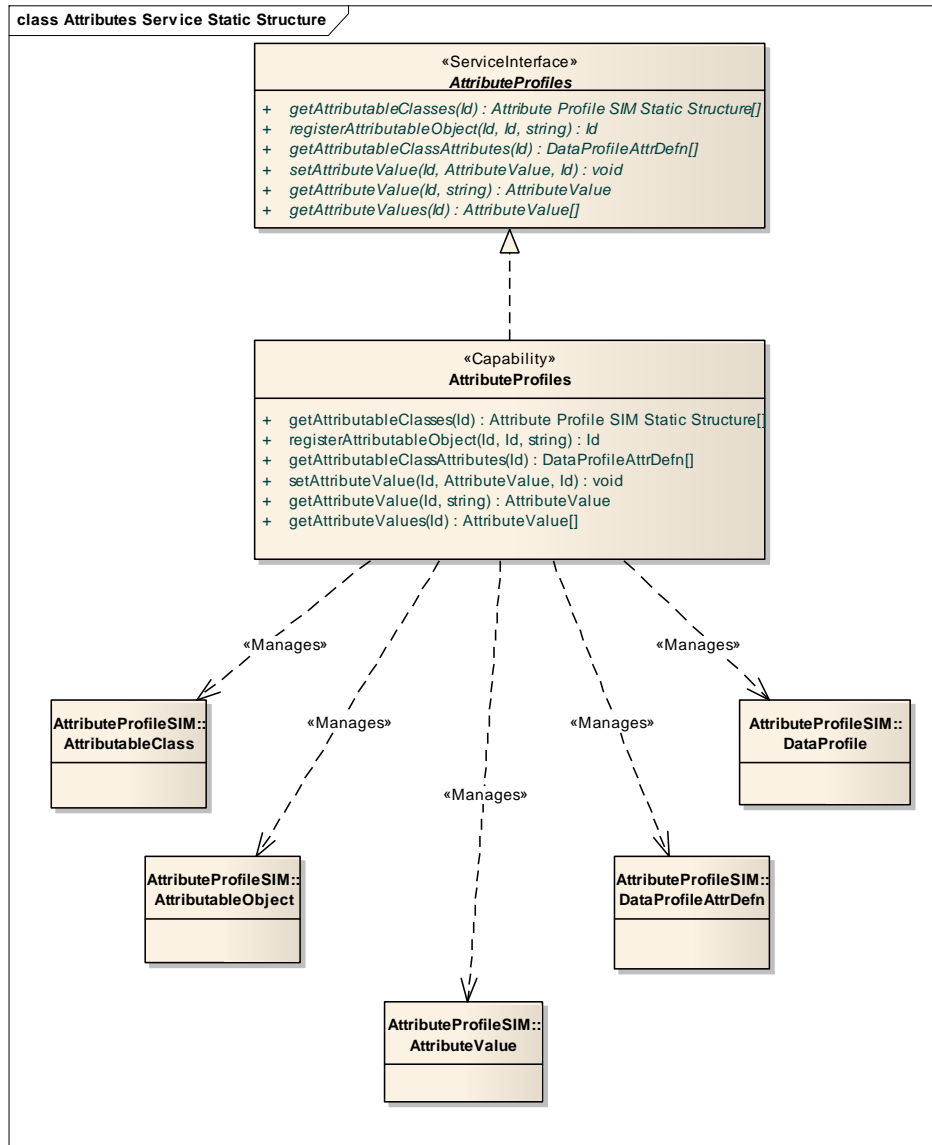 class Attributes Service Static Structure
«ServiceInterface»
AttributeProfiles
+ getAttributableClasses(Id) : Attribute Profile SIM Static Structure[]
+ registerAttributableObject(Id, Id, string) : Id
+ getAttributableClassAttributes(Id) : DataProfileAttrDefn[]
+ setAttributeValue(Id, AttributeValue, Id) : void
+ getAttributeValue(Id, string) : AttributeValue
+ getAttributeValues(Id) : AttributeValue[]
«Capability»
AttributeProfiles
+ getAttributableClasses(Id) : Attribute Profile SIM Static Structure[]
+ registerAttributableObject(Id, Id, string) : Id
+ getAttributableClassAttributes(Id) : DataProfileAttrDefn[]
+ setAttributeValue(Id, AttributeValue, Id) : void
+ getAttributeValue(Id, string) : AttributeValue
+ getAttributeValues(Id) : AttributeValue[]
«Manages»
«Manages»
«Manages»
«Manages»
«Manages»
AttributeProfileSIM::
AttributableClass
AttributeProfileSIM::
DataProfile
AttributeProfileSIM::
AttributableObject
AttributeProfileSIM::
DataProfileAttrDefn
AttributeProfileSIM::
AttributeValue